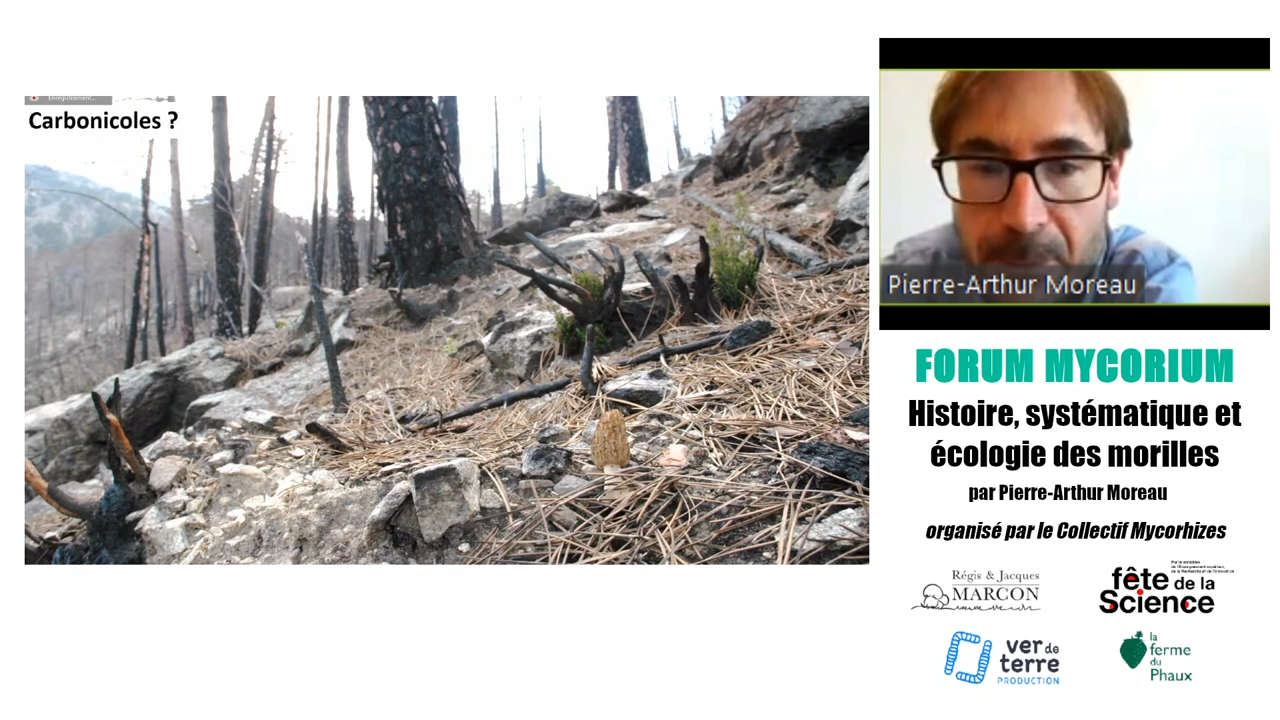 Enregistrement...
Carbonicoles ?
Pierre-Arthur Moreau
FORUM MYCORIUM
Histoire, systématique et
écologie des morilles
par Pierre-Arthur Moreau
organisé par le Collectif Mycorhizes
Régis & Jacques
MARCON
fête
de la
Science
ver de
terre
PRODUCTION
la
ferme
du
Phaux